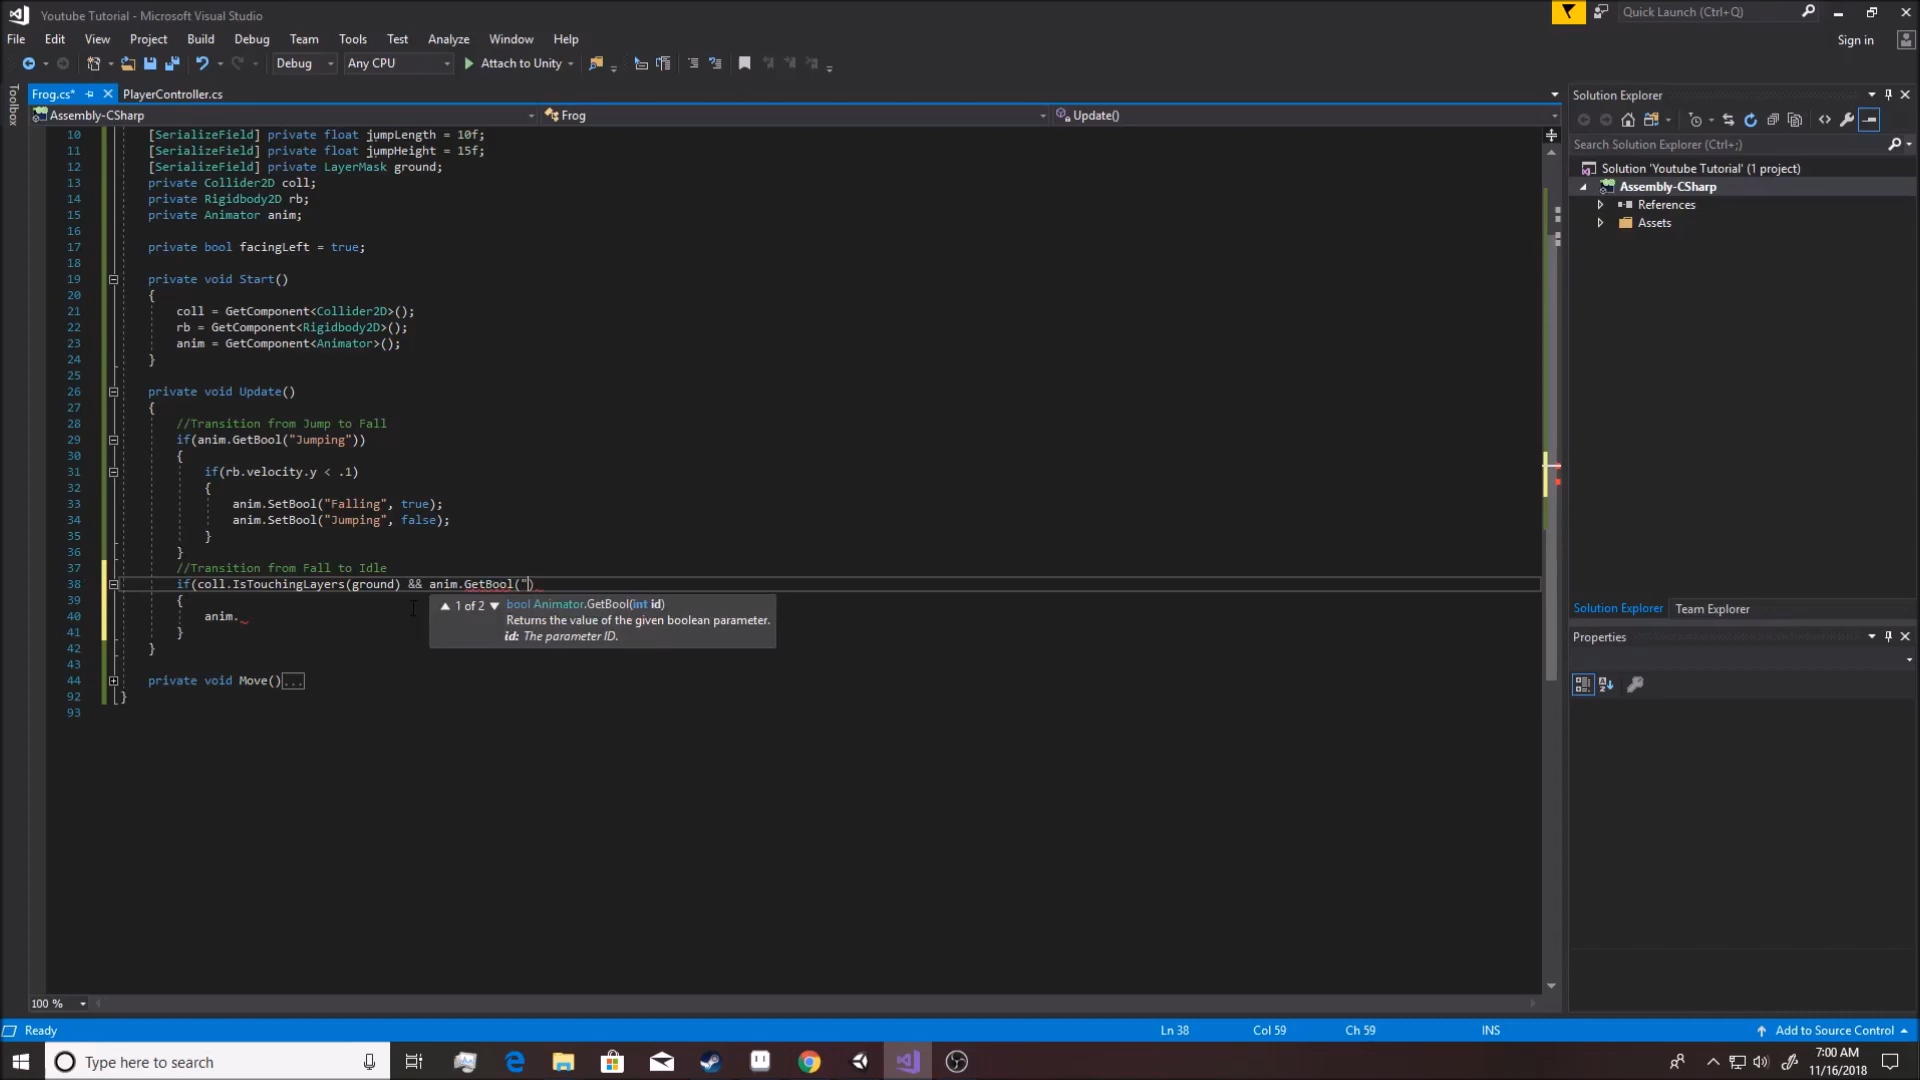 Youtube Tutorial - Microsoft Visual Studio
Quick Launch (Ctrl+Q)
File Edit View Project Build Debug Team Tools Test Analyze Window Help
Sign in
Debug Any CPU Attach to Unity
Toolbox
Frog.cs* PlayerController.cs
Assembly-CSharp Frog Update()
10 [SerializeField] private float jumpLength = 10f;
11 [SerializeField] private float jumpHeight = 15f;
12 [SerializeField] private LayerMask ground;
13 private Collider2D coll;
14 private Rigidbody2D rb;
15 private Animator anim;
16
17 private bool facingLeft = true;
18
19 private void Start()
20 {
21 coll = GetComponent<Collider2D>();
22 rb = GetComponent<Rigidbody2D>();
23 anim = GetComponent<Animator>();
24 }
25
26 private void Update()
27 {
28 //Transition from Jump to Fall
29 if(anim.GetBool("Jumping"))
30 {
31 if(rb.velocity.y < .1)
32 {
33 anim.SetBool("Falling", true);
34 anim.SetBool("Jumping", false);
35 }
36 }
37 //Transition from Fall to Idle
38 if(coll.IsTouchingLayers(ground) && anim.GetBool(")
39 {
40 anim.
41 }
42 }
43
44 private void Move()...
92 }
93
1 of 2 bool Animator.GetBool(int id)
Returns the value of the given boolean parameter.
id: The parameter ID.
Solution Explorer
Search Solution Explorer (Ctrl+;)
Solution 'Youtube Tutorial' (1 project)
Assembly-CSharp
References
Assets
Solution Explorer Team Explorer
Properties
100 %
Ready Ln 38 Col 59 Ch 59 INS Add to Source Control
Type here to search
7:00 AM
11/16/2018